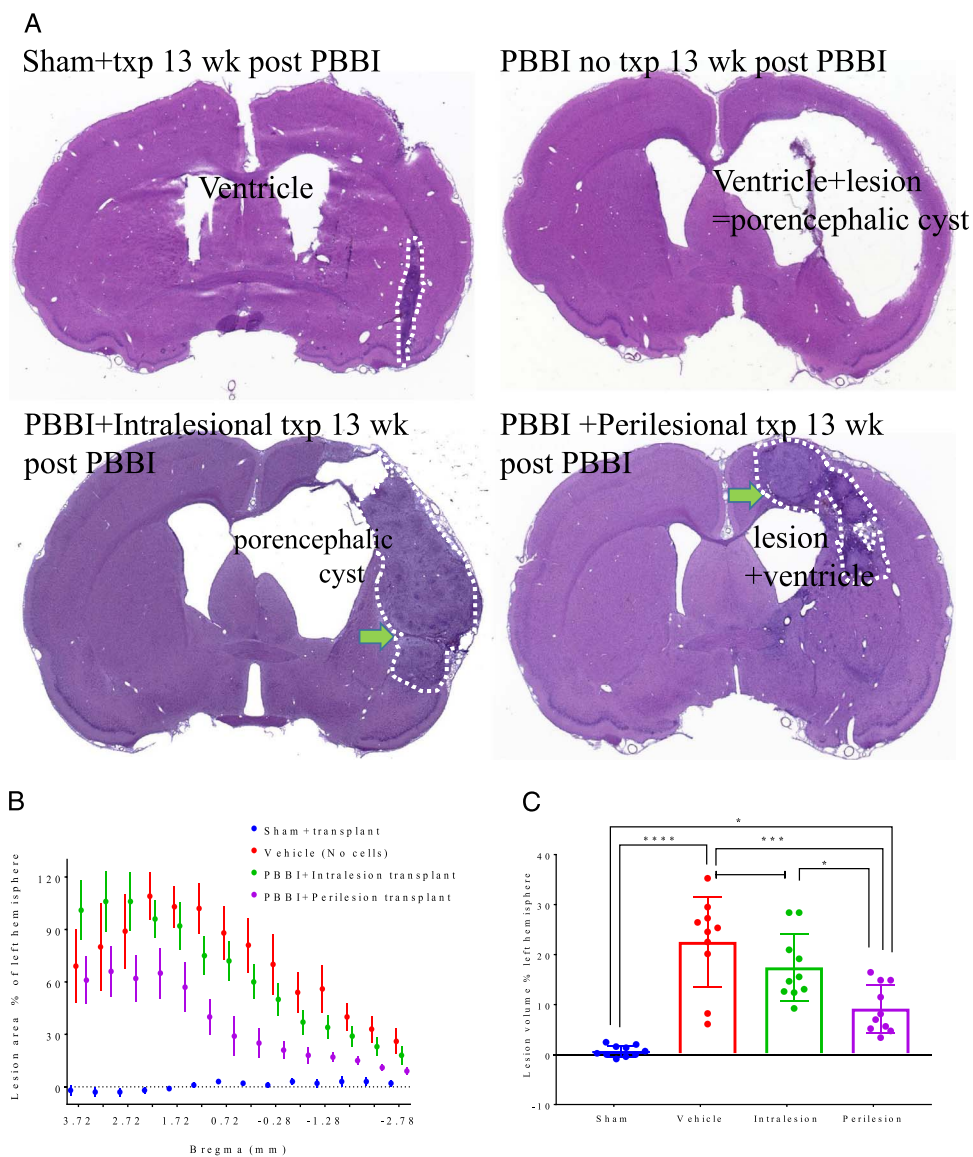 A
Sham+txp 13 wk post PBBI
PBBI no txp 13 wk post PBBI
Ventricle
Ventricle+lesion
=porencephalic cyst
PBBI+Intralesional txp 13 wk
post PBBI
PBBI +Perilesional txp 13 wk
post PBBI
porencephalic
cyst
lesion
+ventricle
B
Sham+transplant
Vehicle (No cells)
PBBI+Intralesion transplant
PBBI+Perilesion transplant
Lesion area % of left hemisphere
120
90
60
30
0
3.72
2.72
1.72
0.72
-0.28
-1.28
-2.78
Bregma (mm)
C
*
****
***
*
Lesion volume % left hemisphere
40
30
20
10
0
-10
Sham
Vehicle
Intralesion
Perilesion